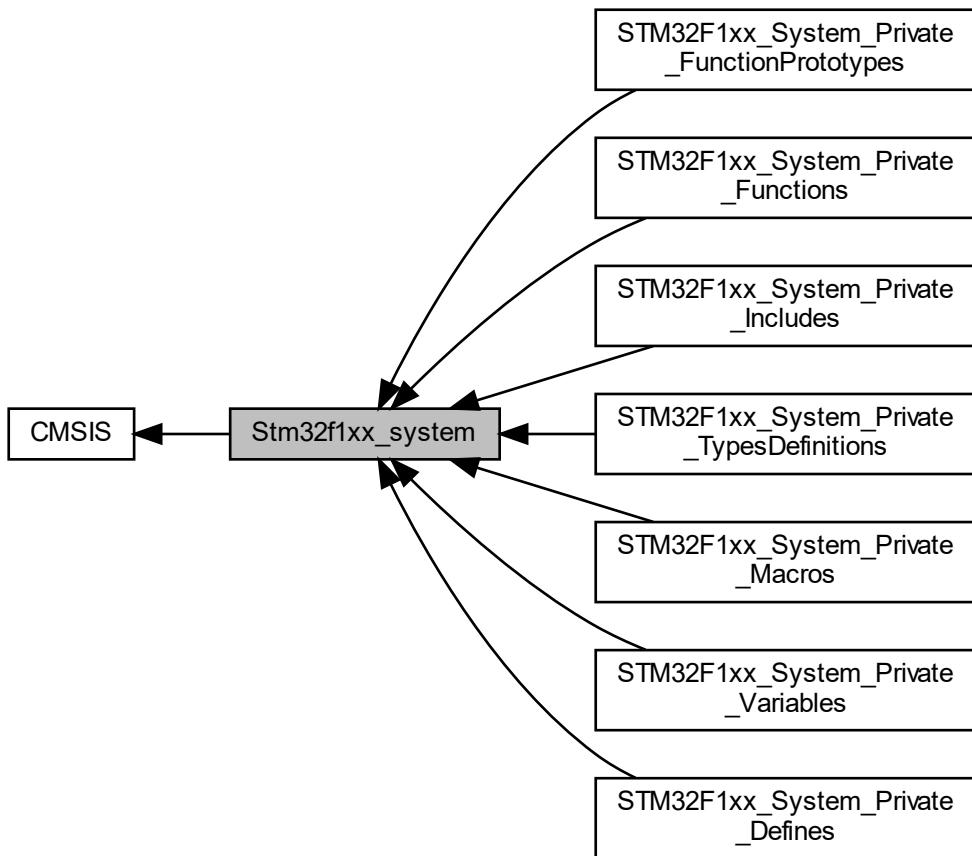 STM32F1xx_System_Private
_FunctionPrototypes
STM32F1xx_System_Private
_Functions
STM32F1xx_System_Private
_Includes
CMSIS
Stm32f1xx_system
STM32F1xx_System_Private
_TypesDefinitions
STM32F1xx_System_Private
_Macros
STM32F1xx_System_Private
_Variables
STM32F1xx_System_Private
_Defines